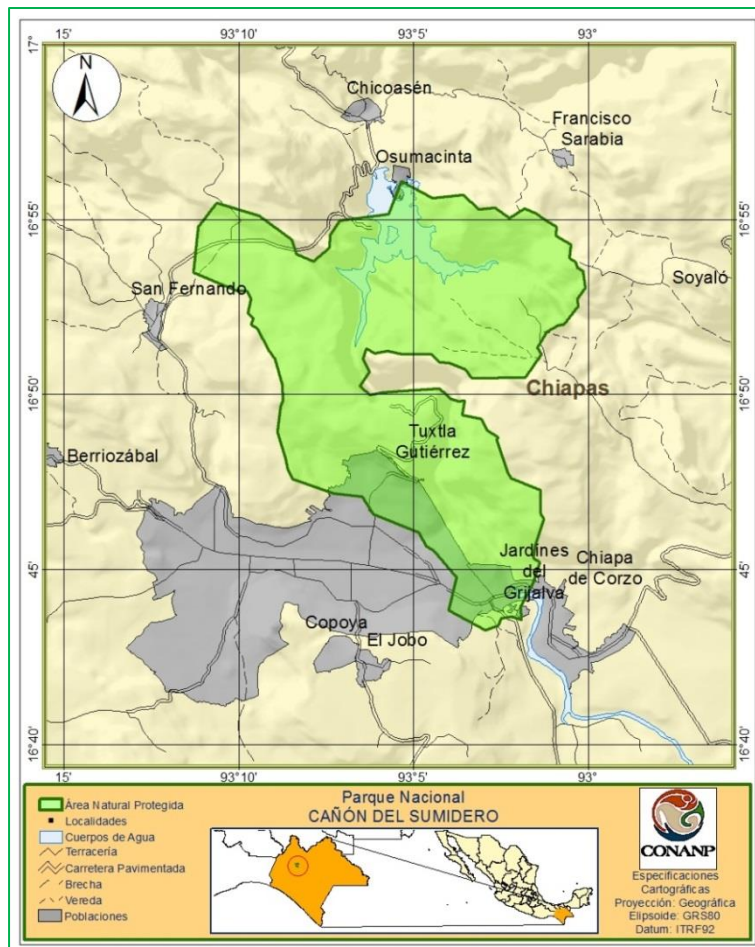 15'
93°10'
93°5'
93°
17°
N
Chicoasén
Francisco
Sarabia
Osumacinta
16°55'
16°55'
San Fernando
Soyaló
16°50'
16°50'
Chiapas
Tuxtla
Gutiérrez
Berriozábal
16°45'
16°45'
Jardines
del
Grijalva
Chiapa
de Corzo
Copoya
El Jobo
16°40'
16°40'
15'
93°10'
93°5'
93°
Área Natural Protegida
Localidades
Cuerpos de Agua
Terracería
Carretera Pavimentada
Brecha
Vereda
Poblaciones
Parque Nacional
CAÑÓN DEL SUMIDERO
CONANP
Especificaciones
Cartográficas
Proyección: Geográfica
Elipsoide: GRS80
Datum: ITRF92